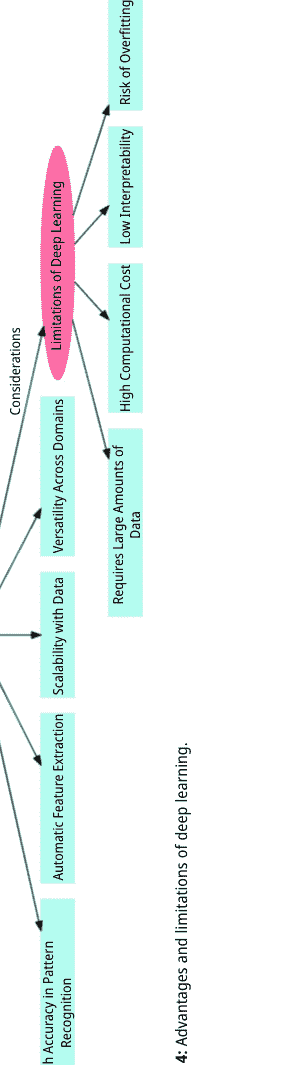 Considerations
h Accuracy in Pattern
Recognition
Automatic Feature Extraction
Scalability with Data
Versatility Across Domains
Limitations of Deep Learning
Requires Large Amounts of
Data
High Computational Cost
Low Interpretability
Risk of Overfitting
4: Advantages and limitations of deep learning.